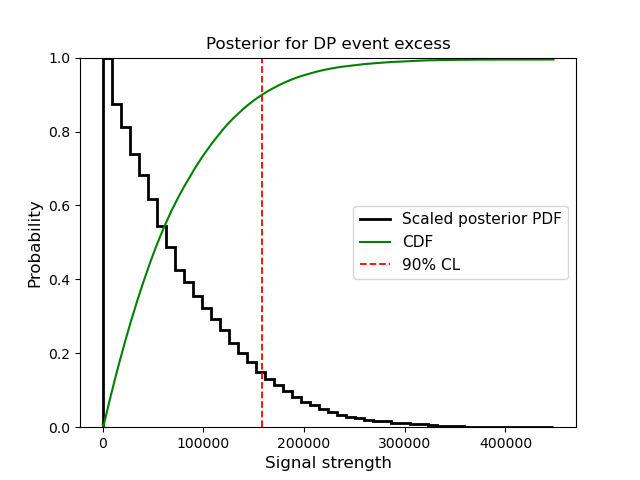 Posterior for DP event excess
Probability
1.0
0.8
0.6
0.4
0.2
0.0
Scaled posterior PDF
CDF
90% CL
0 100000 200000 300000 400000
Signal strength